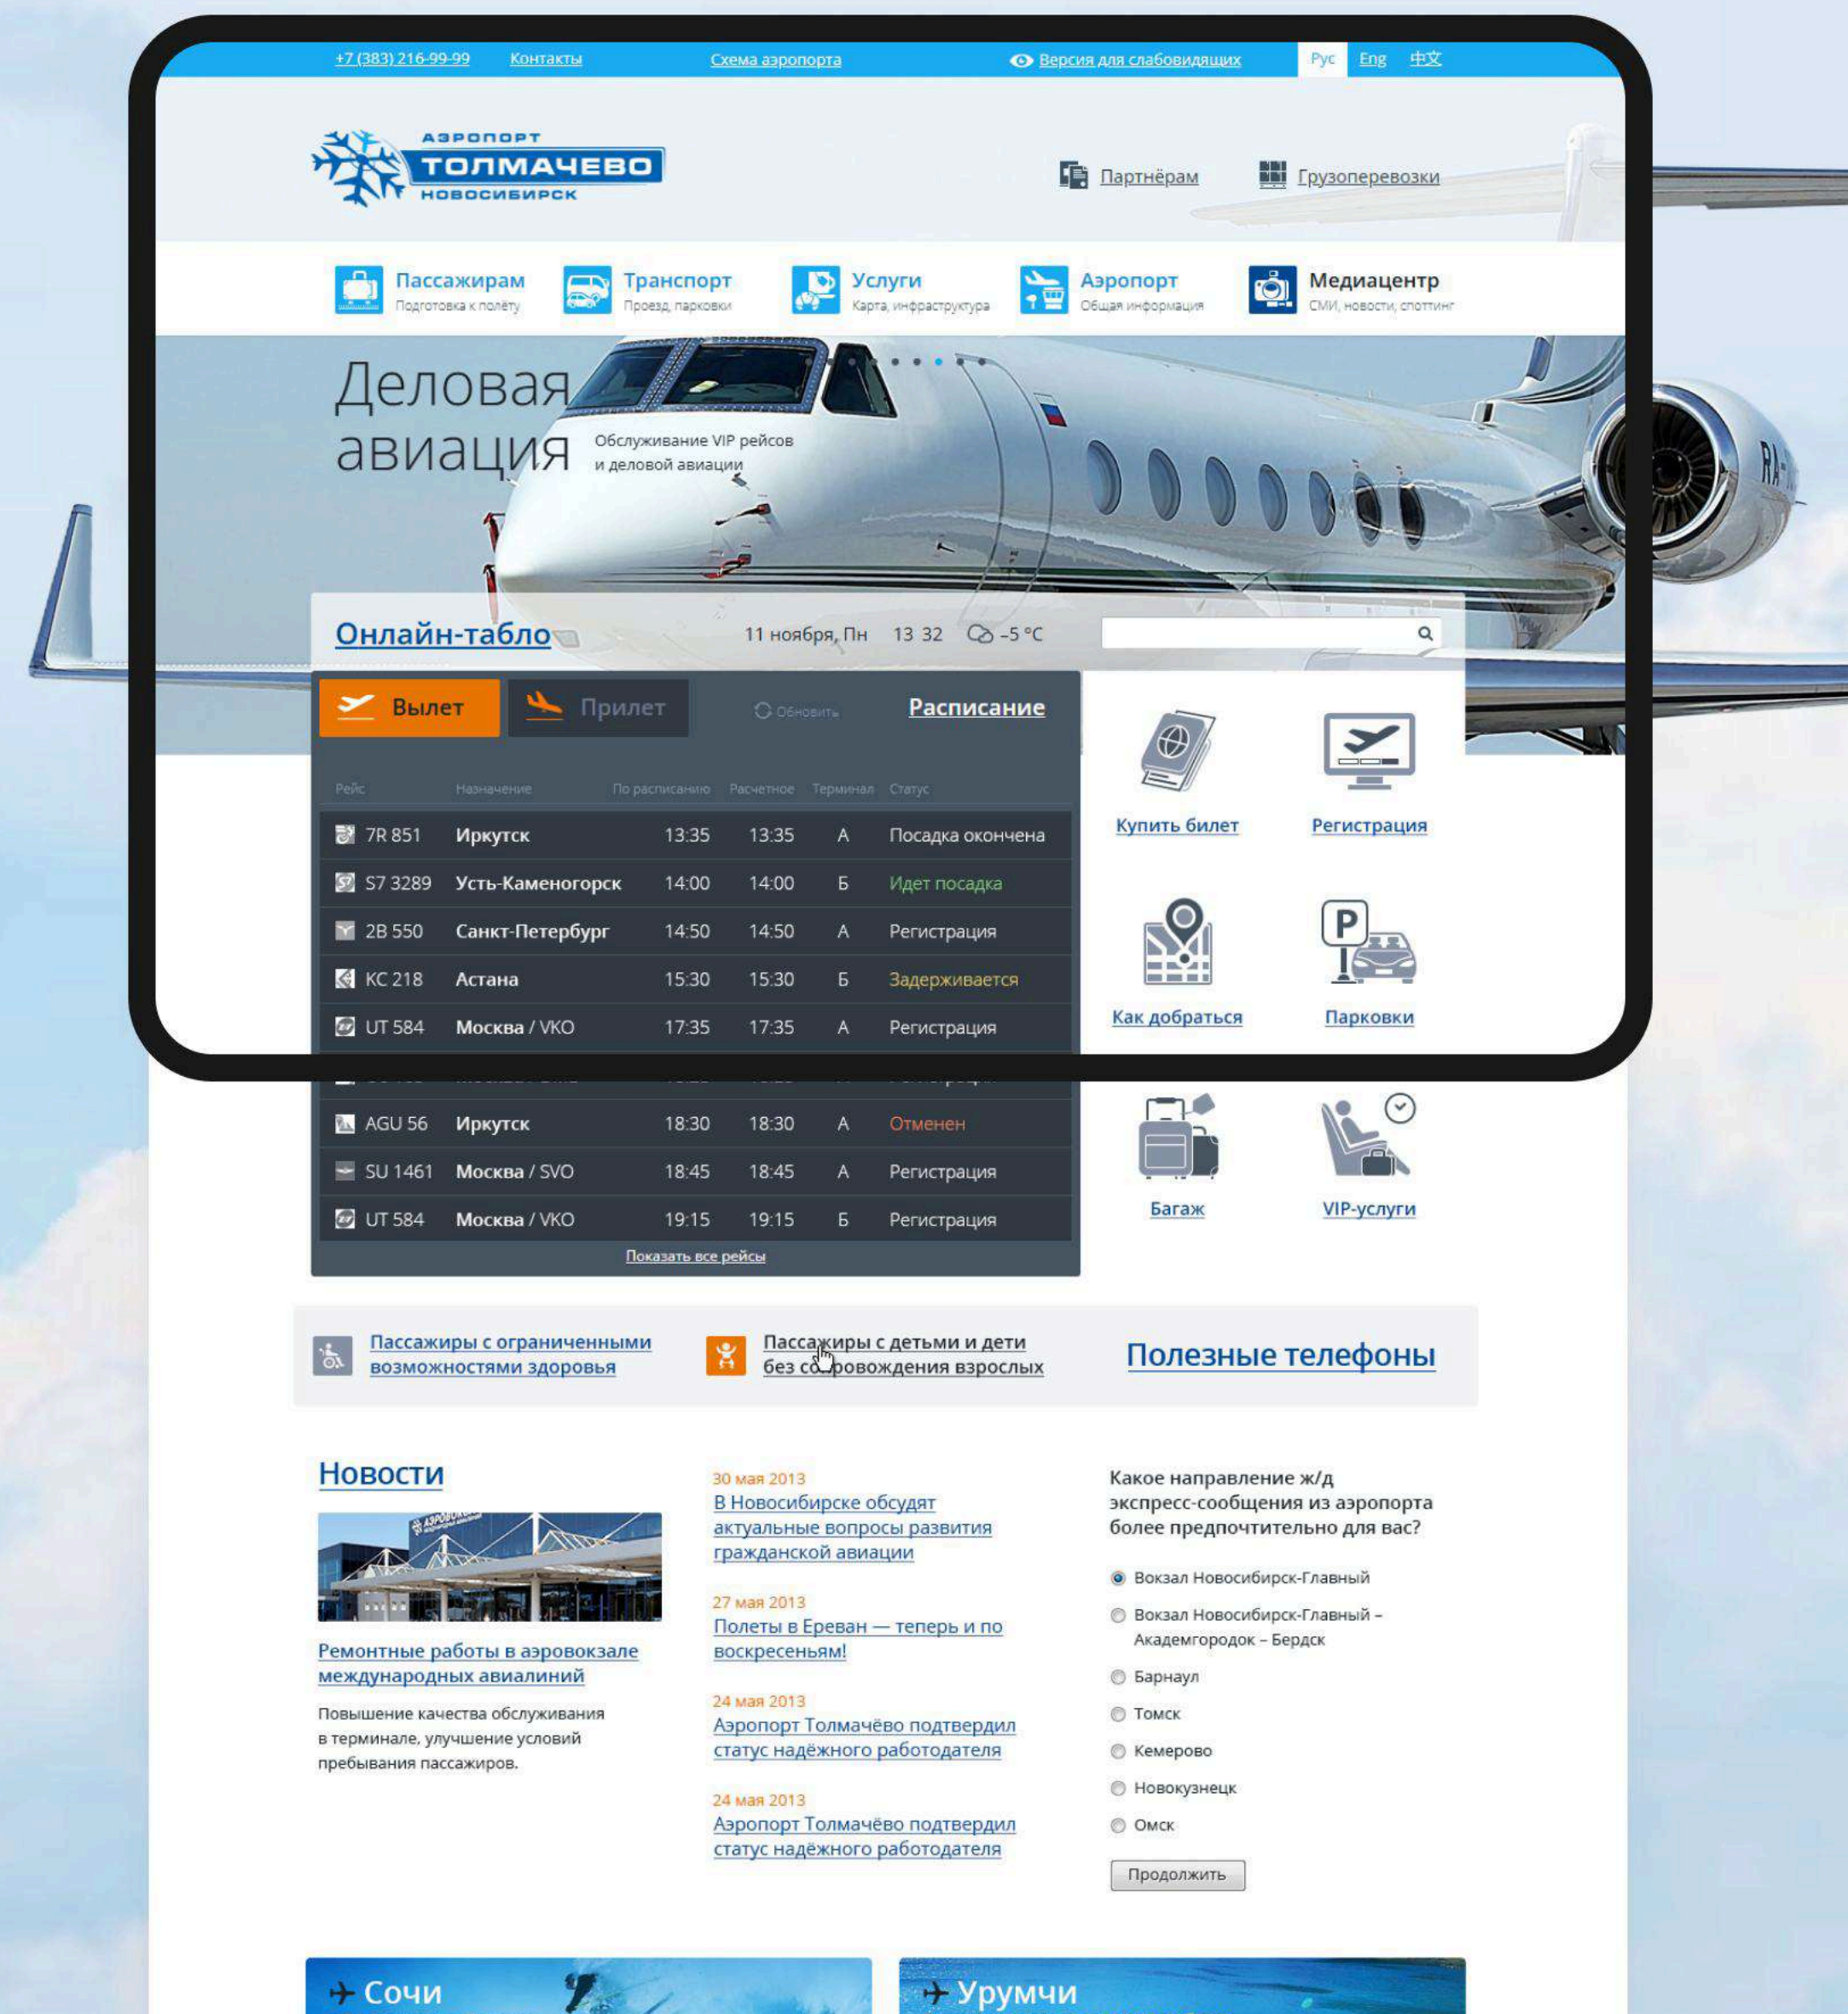 +7 (383) 216-99-99 Контакты Схема аэропорта Версия для слабовидящих Рус Eng 中文
АЭРОПОРТ
ТОЛМАЧЕВО
НОВОСИБИРСК
Партнёрам Грузоперевозки
Пассажирам
Подготовка к полёту
Транспорт
Проезд, парковки
Услуги
Карта, инфраструктура
Аэропорт
Общая информация
Медиацентр
СМИ, новости, споттинг
Деловая
авиация
Обслуживание VIP рейсов
и деловой авиации
RA-
Онлайн-табло 11 ноября, Пн 13 32 –5 °C
Вылет Прилет Обновить Расписание
Рейс Назначение По расписанию Расчетное Терминал Статус
7R 851 Иркутск 13:35 13:35 А Посадка окончена
S7 3289 Усть-Каменогорск 14:00 14:00 Б Идет посадка
2B 550 Санкт-Петербург 14:50 14:50 А Регистрация
KC 218 Астана 15:30 15:30 Б Задерживается
UT 584 Москва / VKO 17:35 17:35 А Регистрация
AGU 56 Иркутск 18:30 18:30 А Отменен
SU 1461 Москва / SVO 18:45 18:45 А Регистрация
UT 584 Москва / VKO 19:15 19:15 Б Регистрация
Показать все рейсы
Купить билет Регистрация
P
Как добраться Парковки
Багаж VIP-услуги
Пассажиры с ограниченными
возможностями здоровья
Пассажиры с детьми и дети
без сопровождения взрослых
Полезные телефоны
Новости
Ремонтные работы в аэровокзале
международных авиалиний
Повышение качества обслуживания
в терминале, улучшение условий
пребывания пассажиров.
30 мая 2013
В Новосибирске обсудят
актуальные вопросы развития
гражданской авиации
27 мая 2013
Полеты в Ереван — теперь и по
воскресеньям!
24 мая 2013
Аэропорт Толмачёво подтвердил
статус надёжного работодателя
24 мая 2013
Аэропорт Толмачёво подтвердил
статус надёжного работодателя
Какое направление ж/д
экспресс-сообщения из аэропорта
более предпочтительно для вас?
Вокзал Новосибирск-Главный
Вокзал Новосибирск-Главный –
Академгородок – Бердск
Барнаул
Томск
Кемерово
Новокузнецк
Омск
Продолжить
Сочи
Урумчи